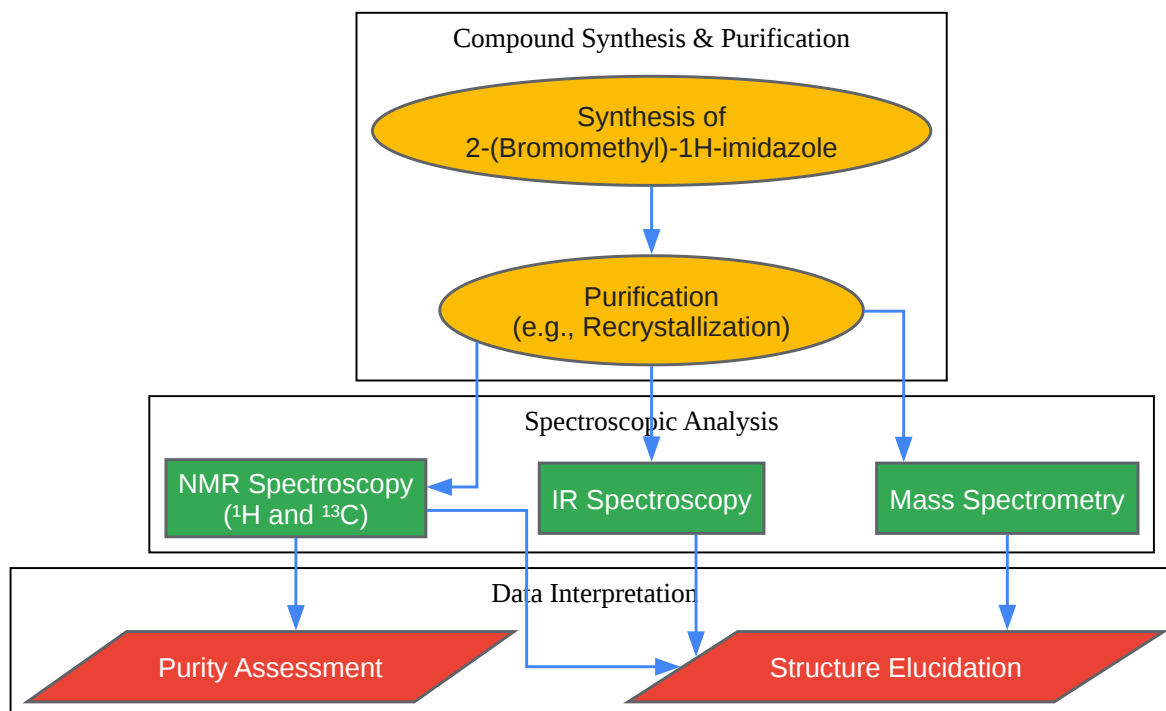 Compound Synthesis & Purification
Synthesis of
2-(Bromomethyl)-1H-imidazole
Purification
(e.g., Recrystallization)
Spectroscopic Analysis
NMR Spectroscopy
(¹H and ¹³C)
IR Spectroscopy
Mass Spectrometry
Data Interpretation
Purity Assessment
Structure Elucidation